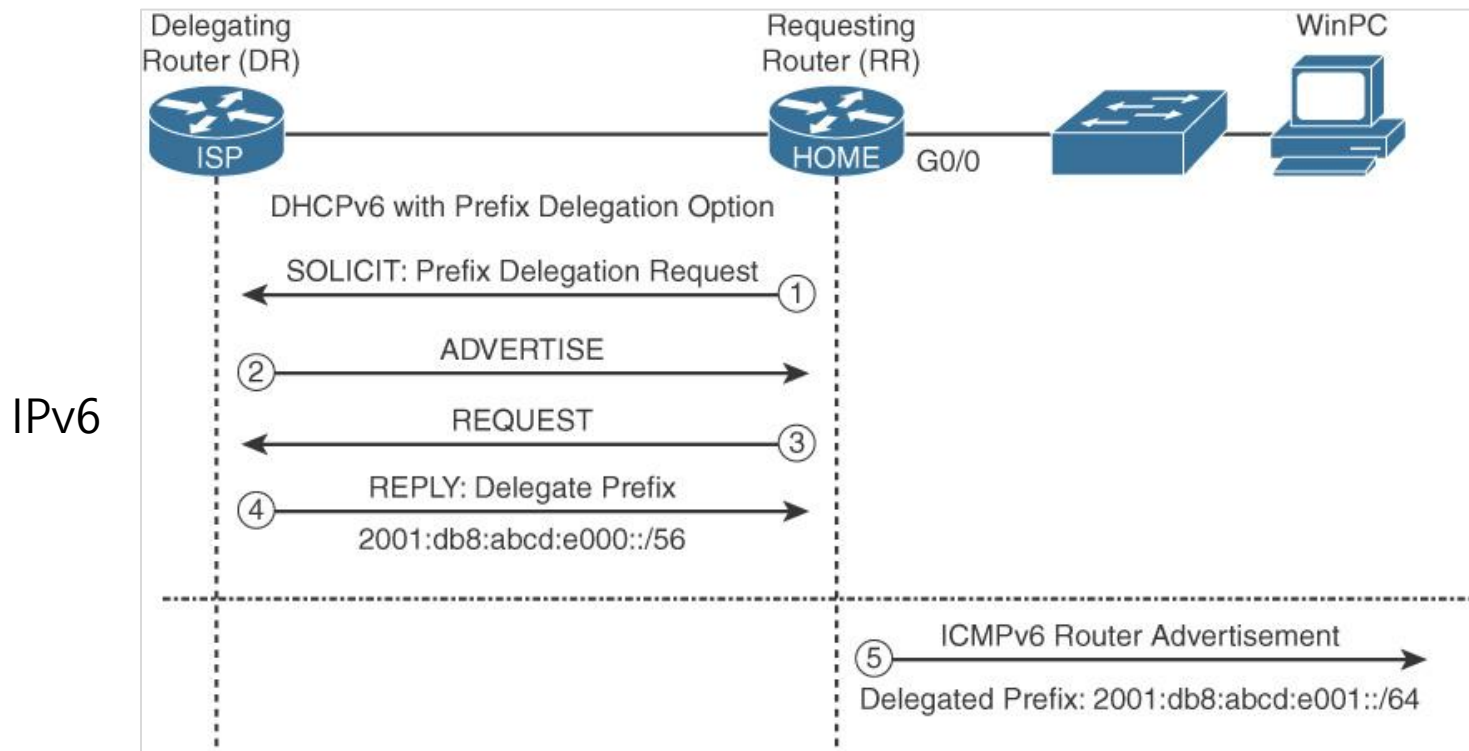 Delegating
Router (DR)
Requesting
Router (RR)
WinPC
ISP
HOME
G0/0
DHCPv6 with Prefix Delegation Option
SOLICIT: Prefix Delegation Request
1
ADVERTISE
2
IPv6
REQUEST
3
REPLY: Delegate Prefix
4
2001:db8:abcd:e000::/56
ICMPv6 Router Advertisement
5
Delegated Prefix: 2001:db8:abcd:e001::/64